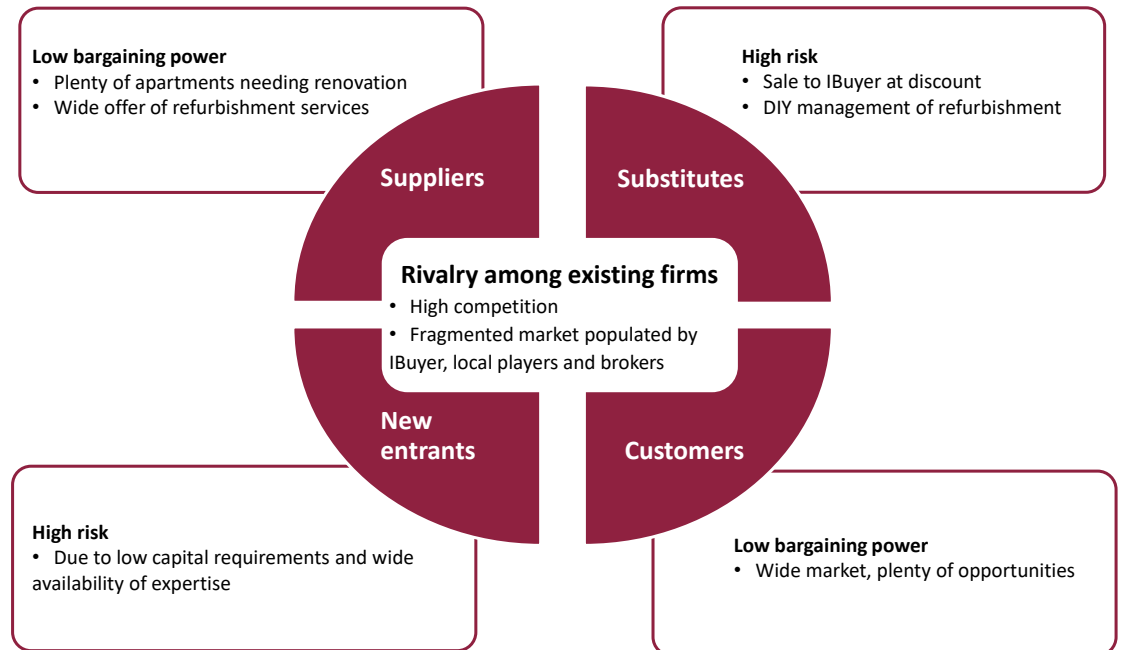 Low bargaining power
• Plenty of apartments needing renovation
• Wide offer of refurbishment services
High risk
• Sale to IBuyer at discount
• DIY management of refurbishment
Suppliers
Substitutes
Rivalry among existing firms
• High competition
• Fragmented market populated by
IBuyer, local players and brokers
New
entrants
Customers
High risk
• Due to low capital requirements and wide
availability of expertise
Low bargaining power
• Wide market, plenty of opportunities